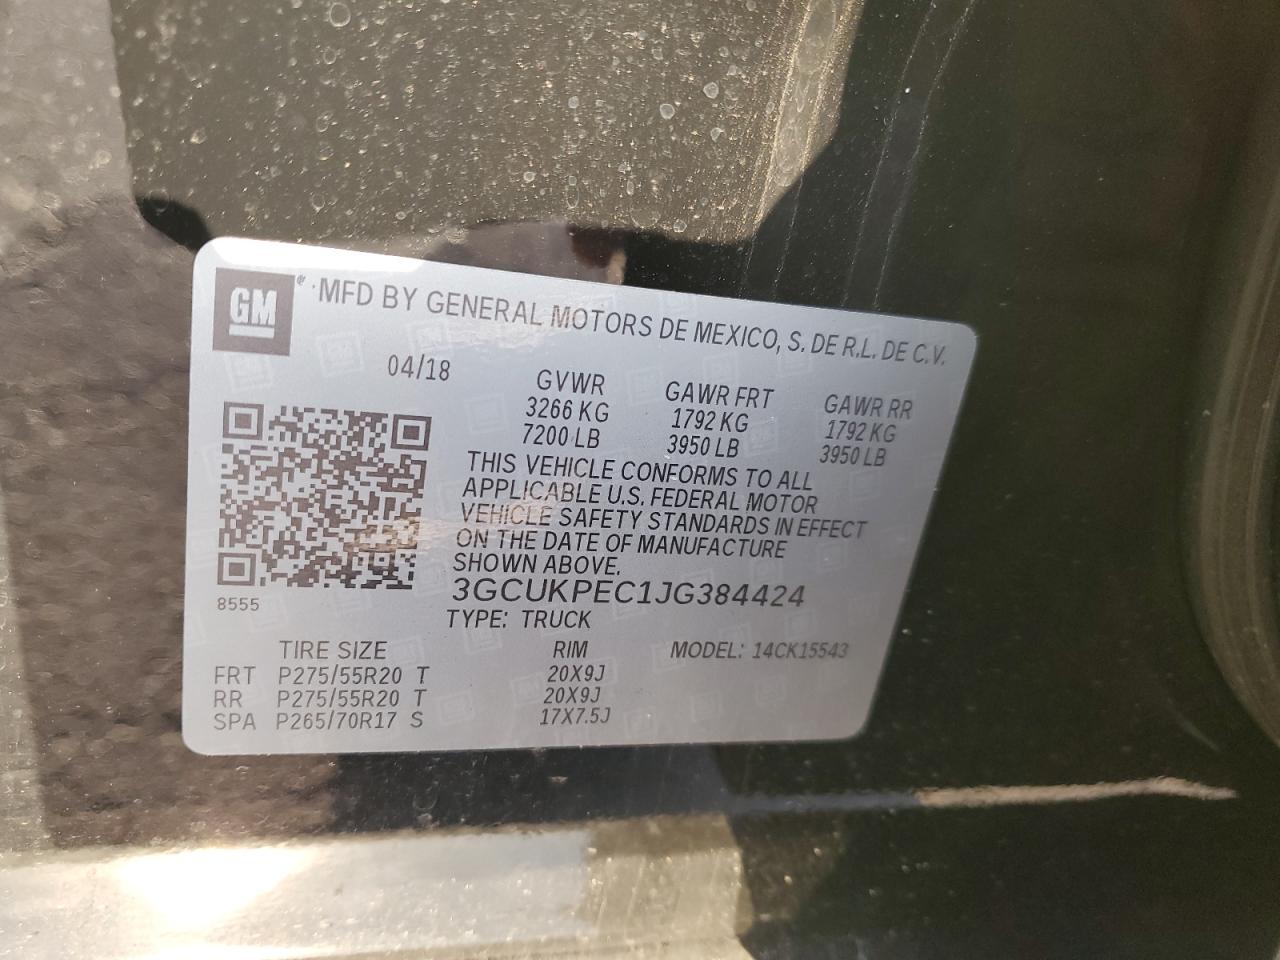 GM® MFD BY GENERAL MOTORS DE MEXICO, S. DE R.L. DE C.V.
04/18 GVWR GAWR FRT GAWR RR
3266 KG 1792 KG 1792 KG
7200 LB 3950 LB 3950 LB
THIS VEHICLE CONFORMS TO ALL
APPLICABLE U.S. FEDERAL MOTOR
VEHICLE SAFETY STANDARDS IN EFFECT
ON THE DATE OF MANUFACTURE
SHOWN ABOVE.
3GCUKPEC1JG384424
8555
TYPE: TRUCK
TIRE SIZE RIM MODEL: 14CK15543
FRT P275/55R20 T 20X9J
RR P275/55R20 T 20X9J
SPA P265/70R17 S 17X7.5J